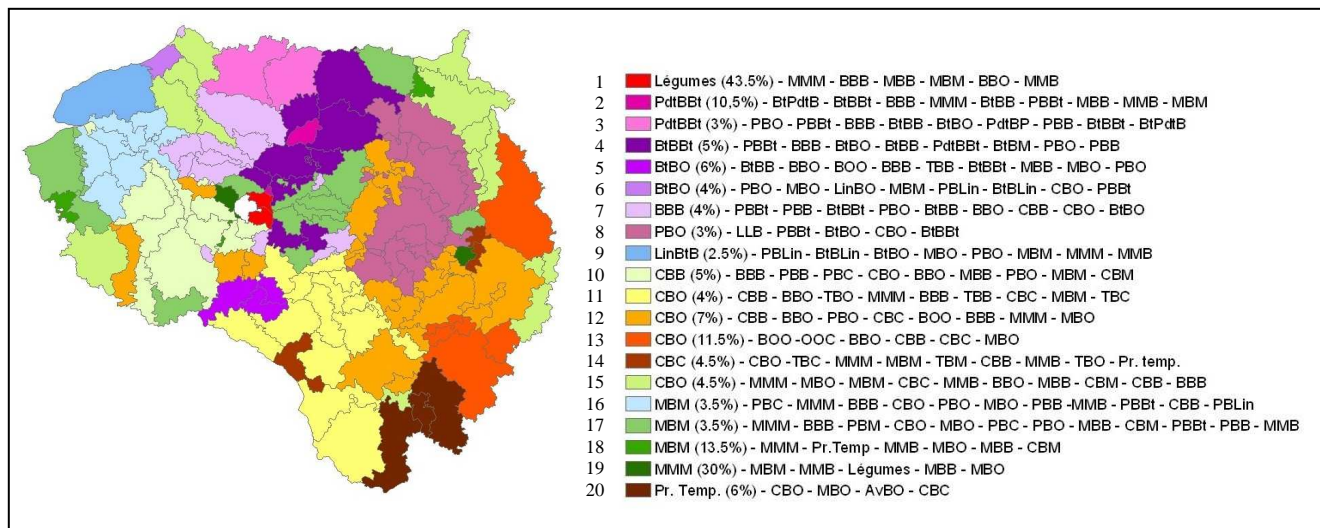 1 Légumes (43.5%) - MMM - BBB - MBB - MBM - BBO - MMB
2 PdtBBt (10,5%) - BtPdtB - BtBBt - BBB - MMM - BtBB - PBBt - MBB - MMB - MBM
3 PdtBBt (3%) - PBO - PBBt - BBB - BtBB - BtBO - PdtBP - PBB - BtBBt - BtPdtB
4 BtBBt (5%) - PBBt - BBB - BtBO - BtBB - PdtBBt - BtBM - PBO - PBB
5 BtBO (6%) - BtBB - BBO - BOO - BBB - TBB - BtBBt - MBB - MBO - PBO
6 BtBO (4%) - PBO - MBO - LinBO - MBM - PBLin - BtBLin - CBO - PBBt
7 BBB (4%) - PBBt - PBB - BtBBt - PBO - BtBB - BBO - CBB - CBO - BtBO
8 PBO (3%) - LLB - PBBt - BtBO - CBO - BtBBt
9 LinBtB (2.5%) - PBLin - BtBLin - BtBO - MBO - PBO - MBM - MMM - MMB
10 CBB (5%) - BBB - PBB - PBC - CBO - BBO - MBB - PBO - MBM - CBM
11 CBO (4%) - CBB - BBO -TBO - MMM - BBB - TBB - CBC - MBM - TBC
12 CBO (7%) - CBB - BBO - PBO - CBC - BOO - BBB - MMM - MBO
13 CBO (11.5%) - BOO -OOC - BBO - CBB - CBC - MBO
14 CBC (4.5%) - CBO -TBC - MMM - MBM - TBM - CBB - MMB - TBO - Pr. temp.
15 CBO (4.5%) - MMM - MBO - MBM - CBC - MMB - BBO - MBB - CBM - CBB - BBB
16 MBM (3.5%) - PBC - MMM - BBB - CBO - PBO - MBO - PBB -MMB - PBBt - CBB - PBLin
17 MBM (3.5%) - MMM - BBB - PBM - CBO - MBO - PBC - PBO - MBB - CBM - PBBt - PBB - MMB
18 MBM (13.5%) - MMM - Pr.Temp - MMB - MBO - MBB - CBM
19 MMM (30%) - MBM - MMB - Légumes - MBB - MBO
20 Pr. Temp. (6%) - CBO - MBO - AvBO - CBC